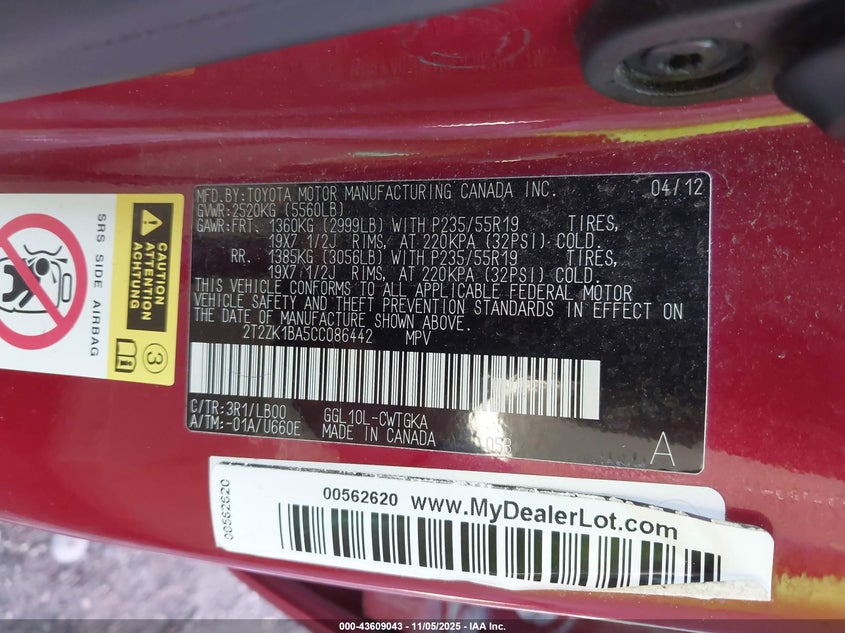 MFD.BY:TOYOTA MOTOR MANUFACTURING CANADA INC. 04/12
GVWR:2520KG (5560LB)
GAWR:FRT. 1360KG (2999LB) WITH P235/55R19 TIRES,
19X7 1/2J RIMS, AT 220KPA (32PSI) COLD.
RR. 1385KG (3056LB) WITH P235/55R19 TIRES,
19X7 1/2J RIMS, AT 220KPA (32PSI) COLD.
THIS VEHICLE CONFORMS TO ALL APPLICABLE FEDERAL MOTOR
VEHICLE SAFETY AND THEFT PREVENTION STANDARDS IN EFFECT ON
THE DATE OF MANUFACTURE SHOWN ABOVE.
2T2ZK1BA5CC086442 MPV
C/TR:3R1/LB00 GGL10L-CWTGKA
A/TM:-01A/U660E MADE IN CANADA 058 A
SRS SIDE AIRBAG
CAUTION
ATTENTION
ACHTUNG
3
00562620
00562620 www.MyDealerLot.com
000-43609043 - 11/05/2025 - IAA Inc.